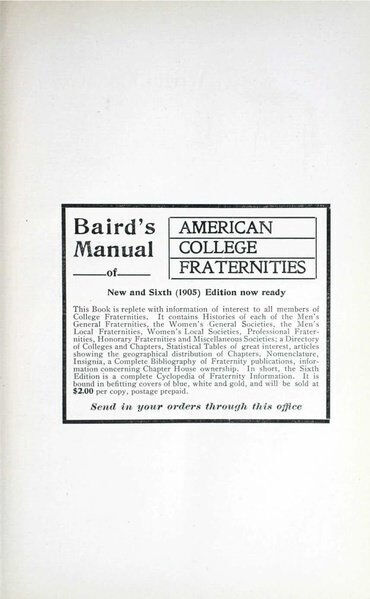 Baird's
Manual
of
AMERICAN
COLLEGE
FRATERNITIES
New and Sixth (1905) Edition now ready
This Book is replete with information of interest to all members of
College Fraternities. It contains Histories of each of the Men's
General Fraternities, the Women's General Societies, the Men's
Local Fraternities, Women's Local Societies, Professional Frater-
nities, Honorary Fraternities and Miscellaneous Societies; a Directory
of Colleges and Chapters, Statistical Tables of great interest, articles
showing the geographical distribution of Chapters, Nomenclature,
Insignia, a Complete Bibliography of Fraternity publications, infor-
mation concerning Chapter House ownership. In short, the Sixth
Edition is a complete Cyclopedia of Fraternity Information. It is
bound in befitting covers of blue, white and gold, and will be sold at
$2.00 per copy, postage prepaid.
Send in your orders through this office